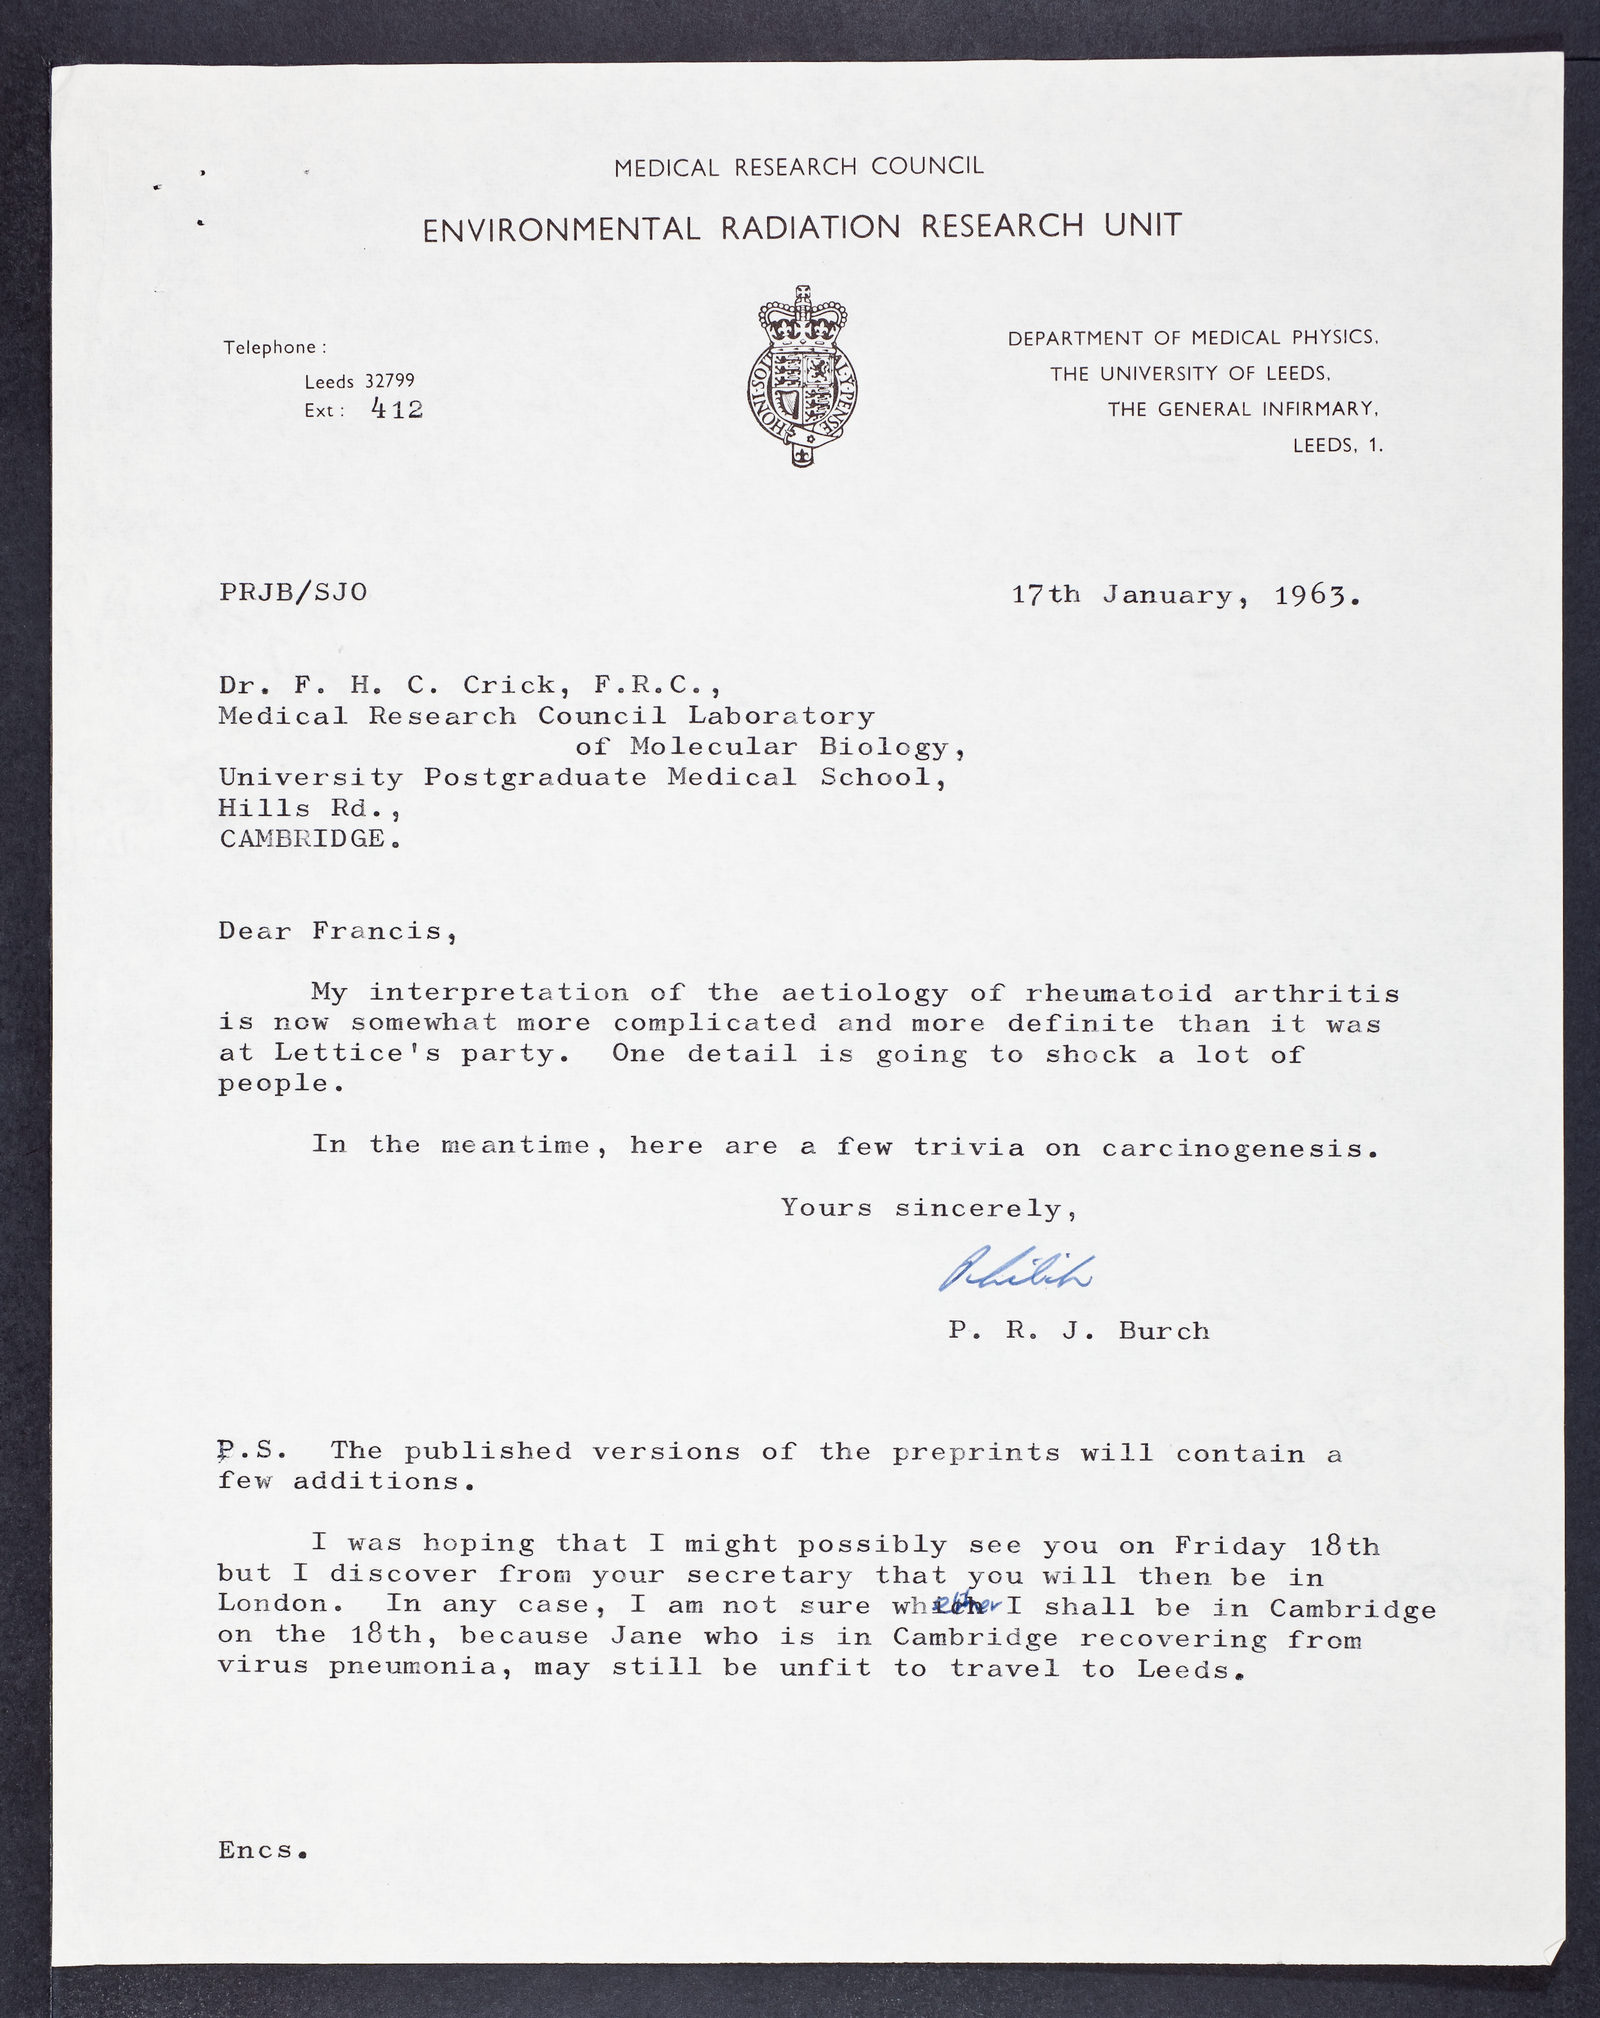 MEDICAL RESEARCH COUNCIL
ENVIRONMENTAL RADIATION RESEARCH UNIT
Telephone :
Leeds 32799
Ext : 412
HONI·SOIT AL·Y·PENSE
DEPARTMENT OF MEDICAL PHYSICS,
THE UNIVERSITY OF LEEDS,
THE GENERAL INFIRMARY,
LEEDS, 1.
PRJB/SJO
17th January, 1963.
Dr. F. H. C. Crick, F.R.C.,
Medical Research Council Laboratory
of Molecular Biology,
University Postgraduate Medical School,
Hills Rd.,
CAMBRIDGE.
Dear Francis,
My interpretation of the aetiology of rheumatoid arthritis
is now somewhat more complicated and more definite than it was
at Lettice's party. One detail is going to shock a lot of
people.
In the meantime, here are a few trivia on carcinogenesis.
Yours sincerely,
Philip
P. R. J. Burch
P.S. The published versions of the preprints will contain a
few additions.
I was hoping that I might possibly see you on Friday 18th
but I discover from your secretary that you will then be in
London. In any case, I am not sure whether I shall be in Cambridge
on the 18th, because Jane who is in Cambridge recovering from
virus pneumonia, may still be unfit to travel to Leeds.
Encs.